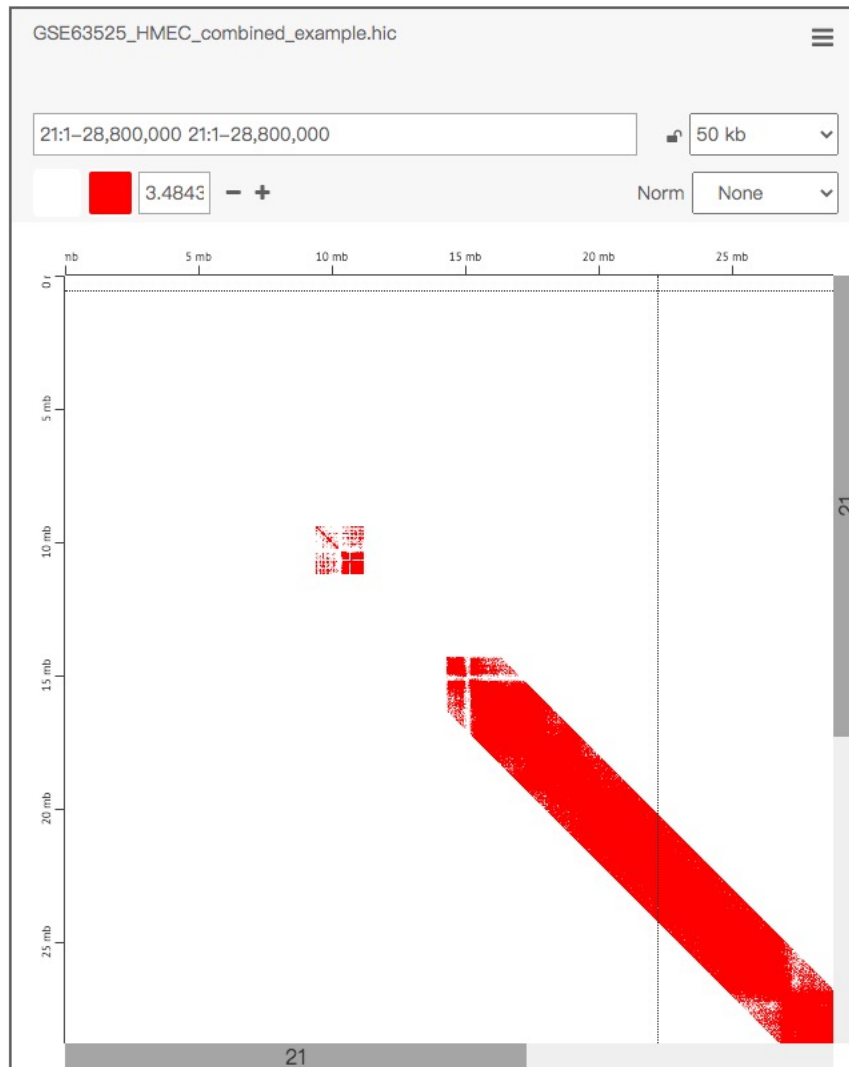 GSE63525_HMEC_combined_example.hic
21:1–28,800,000 21:1–28,800,000
50 kb
3.4843
Norm
None
mb
5 mb
10 mb
15 mb
20 mb
25 mb
0 r
5 mb
10 mb
15 mb
20 mb
25 mb
21
21